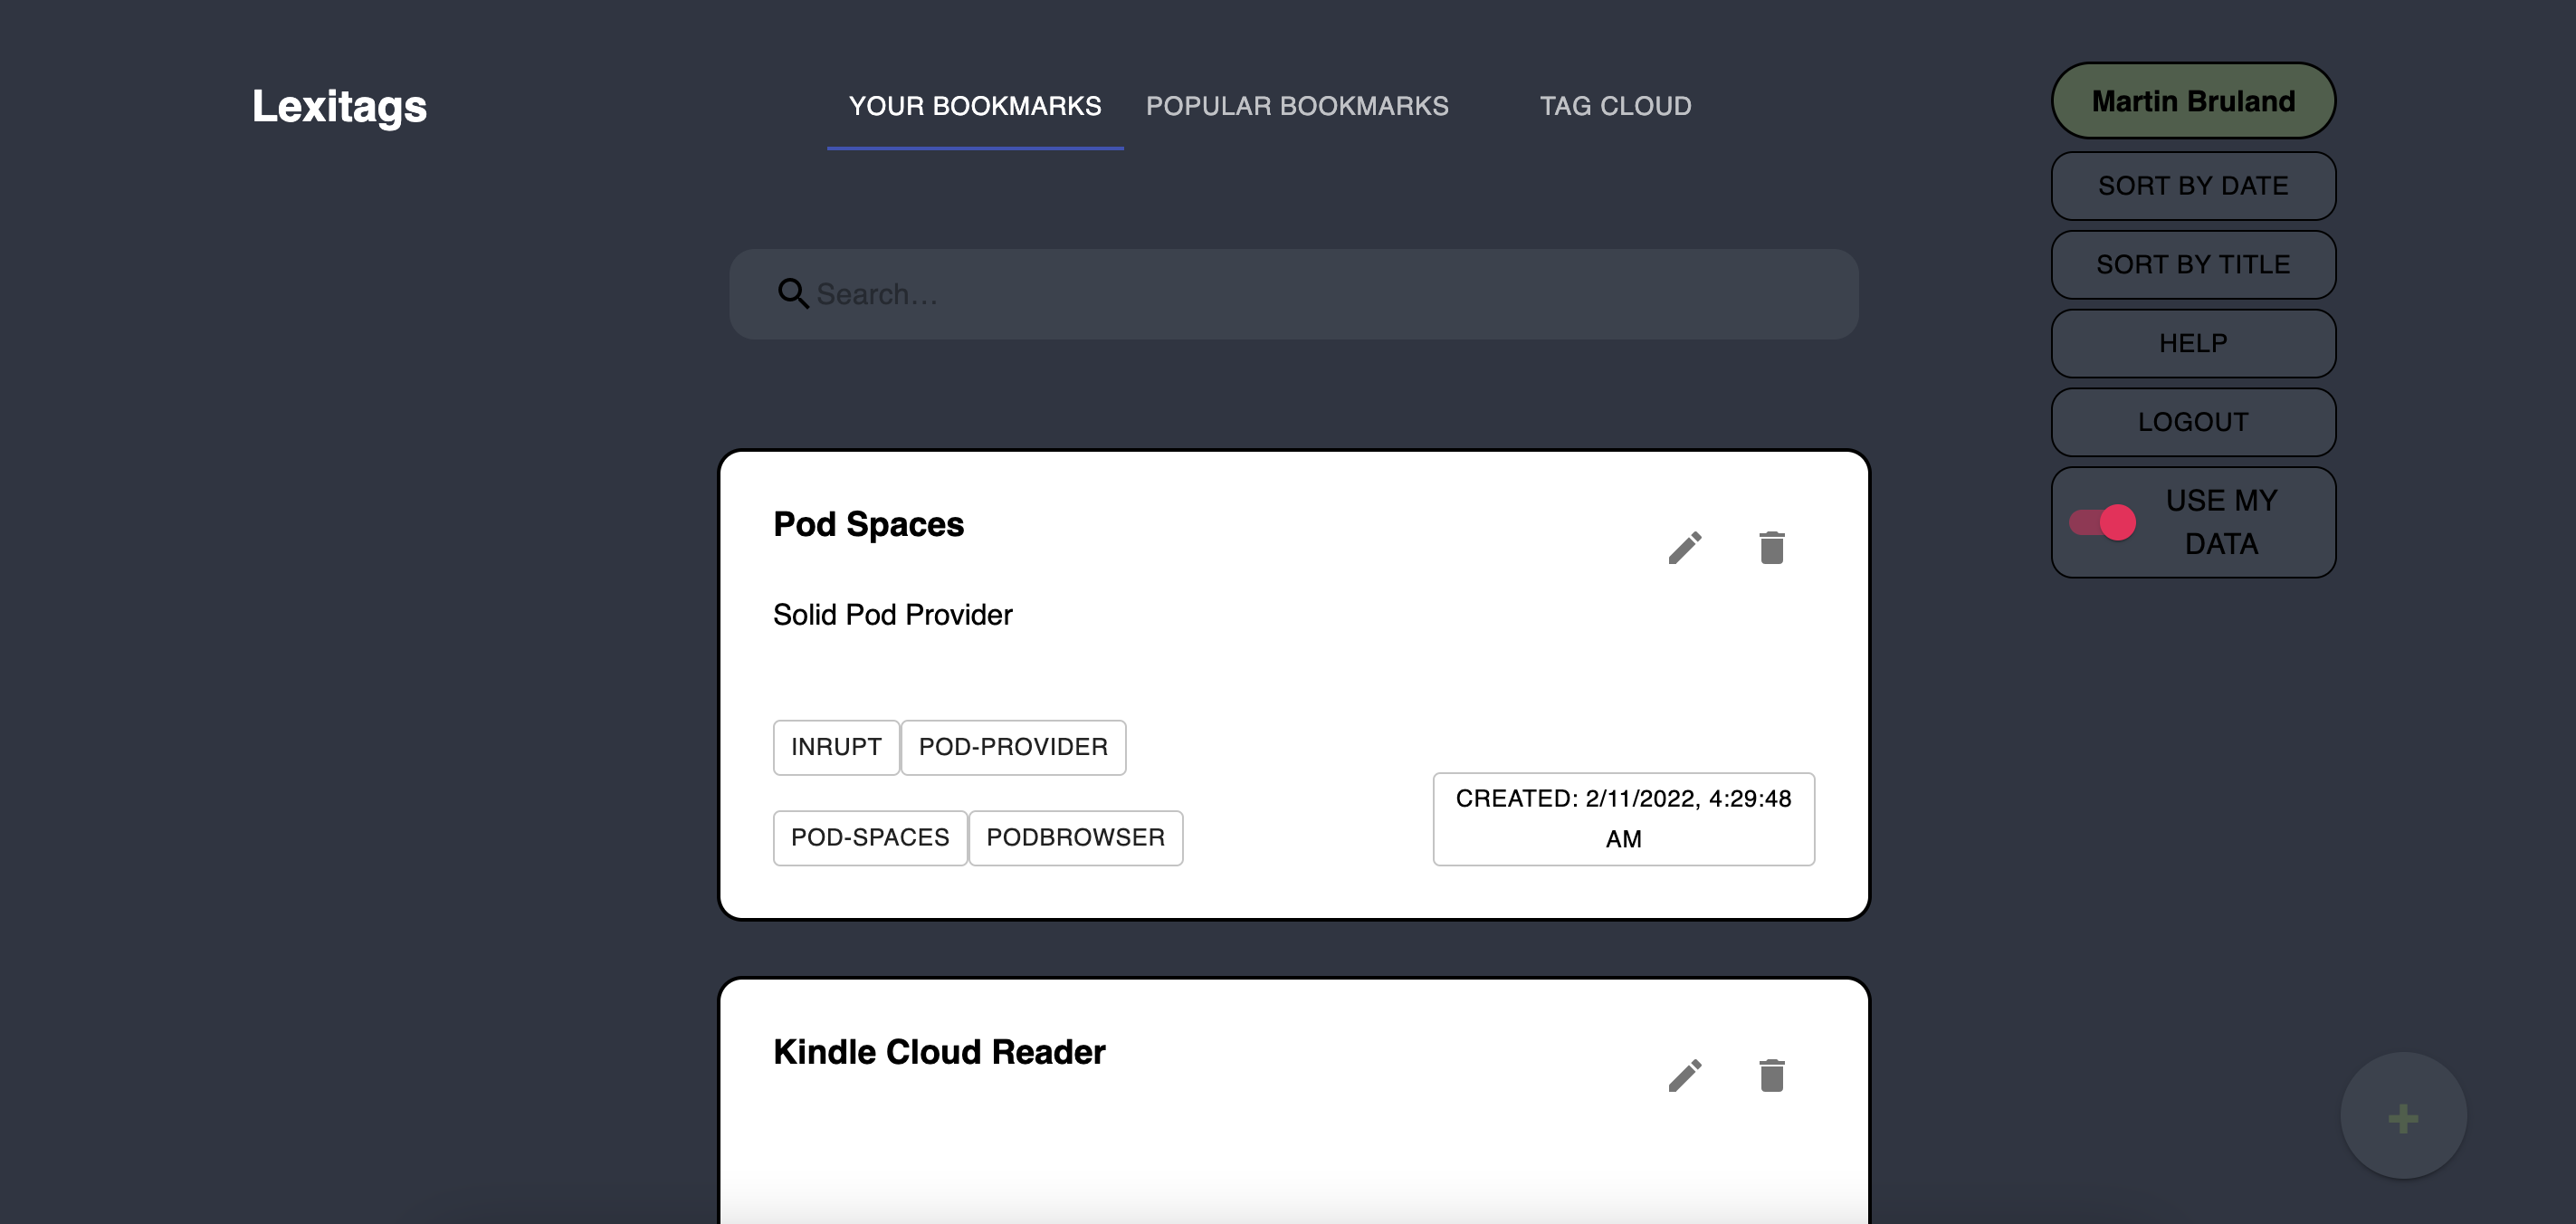 Lexitags
YOUR BOOKMARKS
POPULAR BOOKMARKS
TAG CLOUD
Martin Bruland
SORT BY DATE
SORT BY TITLE
HELP
LOGOUT
USE MY
DATA
Search...
Pod Spaces
Solid Pod Provider
INRUPT
POD-PROVIDER
POD-SPACES
PODBROWSER
CREATED: 2/11/2022, 4:29:48
AM
Kindle Cloud Reader